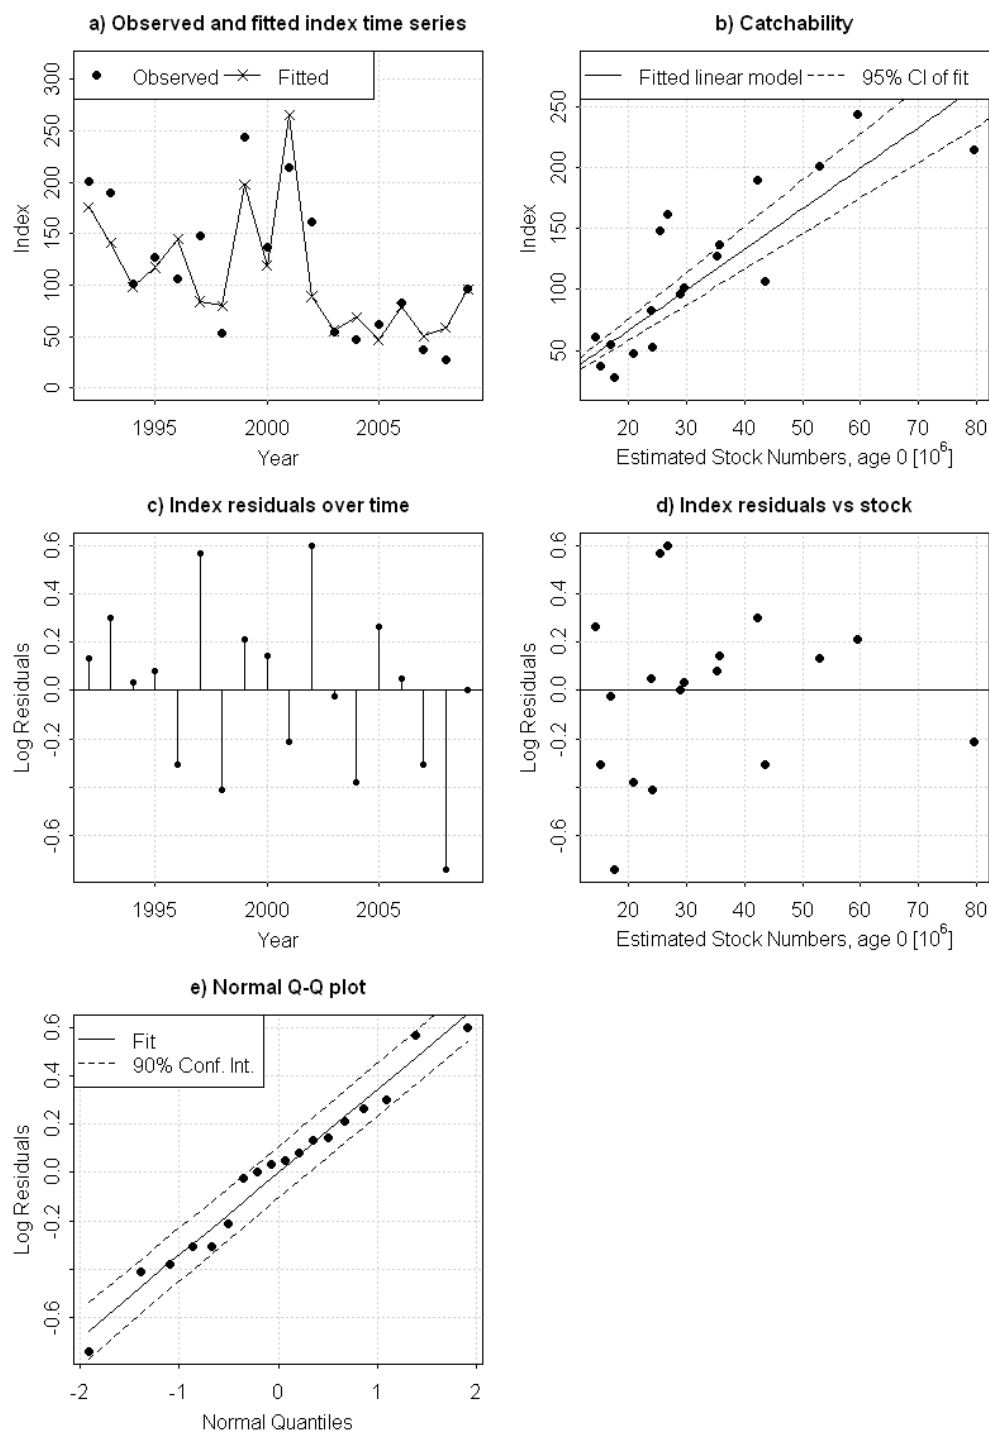 a) Observed and fitted index time series
Observed Fitted
300
250
200
150
100
50
0
Index
1995 2000 2005
Year
b) Catchability
Fitted linear model 95% CI of fit
250
200
150
100
50
Index
20 30 40 50 60 70 80
Estimated Stock Numbers, age 0 [10^6]
c) Index residuals over time
0.6
0.4
0.2
0.0
-0.2
-0.6
Log Residuals
1995 2000 2005
Year
d) Index residuals vs stock
0.6
0.4
0.2
0.0
-0.2
-0.6
Log Residuals
20 30 40 50 60 70 80
Estimated Stock Numbers, age 0 [10^6]
e) Normal Q-Q plot
Fit
90% Conf. Int.
0.6
0.4
0.2
0.0
-0.2
-0.6
Log Residuals
-2 -1 0 1 2
Normal Quantiles